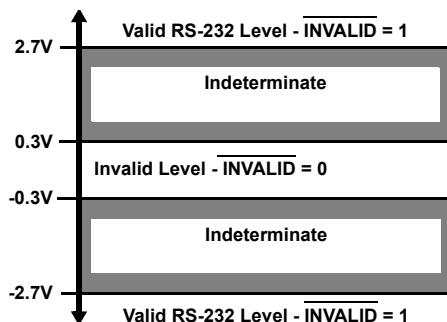 Valid RS-232 Level - INVALID = 1
2.7V
Indeterminate
0.3V
Invalid Level - INVALID = 0
-0.3V
Indeterminate
-2.7V
Valid RS-232 Level - INVALID = 1